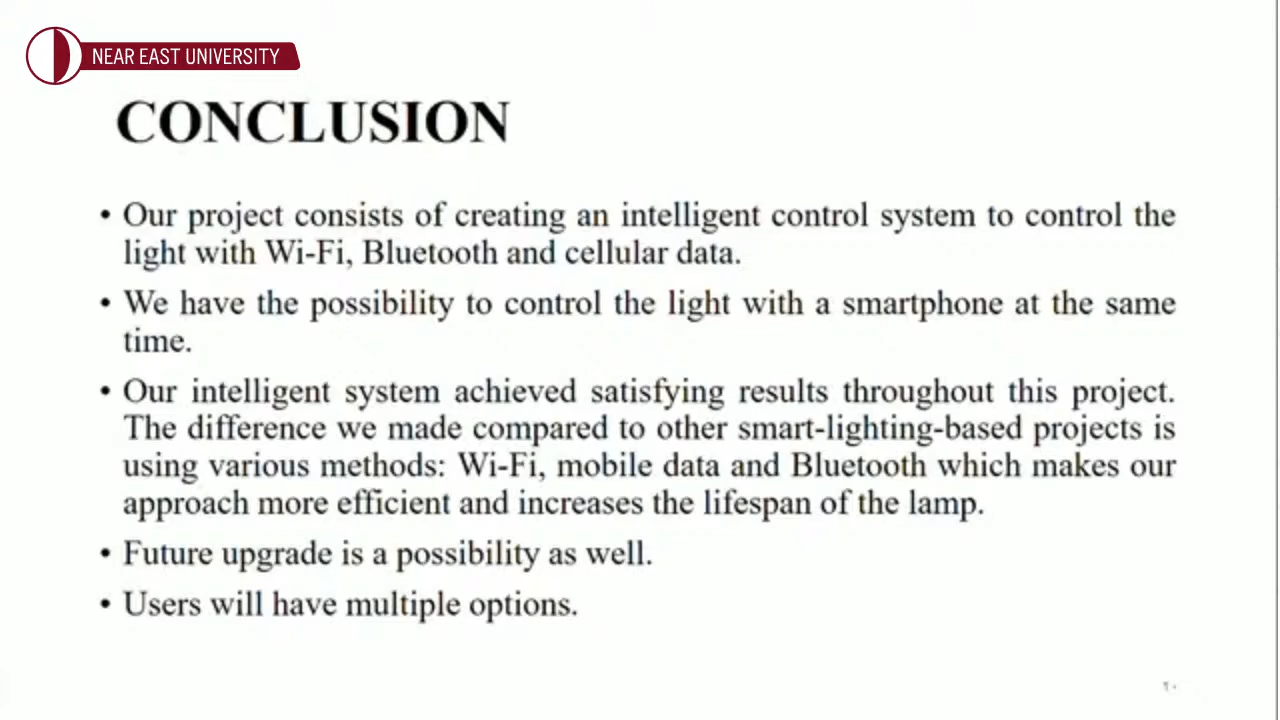 NEAR EAST UNIVERSITY
CONCLUSION
• Our project consists of creating an intelligent control system to control the
light with Wi-Fi, Bluetooth and cellular data.
• We have the possibility to control the light with a smartphone at the same
time.
• Our intelligent system achieved satisfying results throughout this project.
The difference we made compared to other smart-lighting-based projects is
using various methods: Wi-Fi, mobile data and Bluetooth which makes our
approach more efficient and increases the lifespan of the lamp.
• Future upgrade is a possibility as well.
• Users will have multiple options.
٢٠